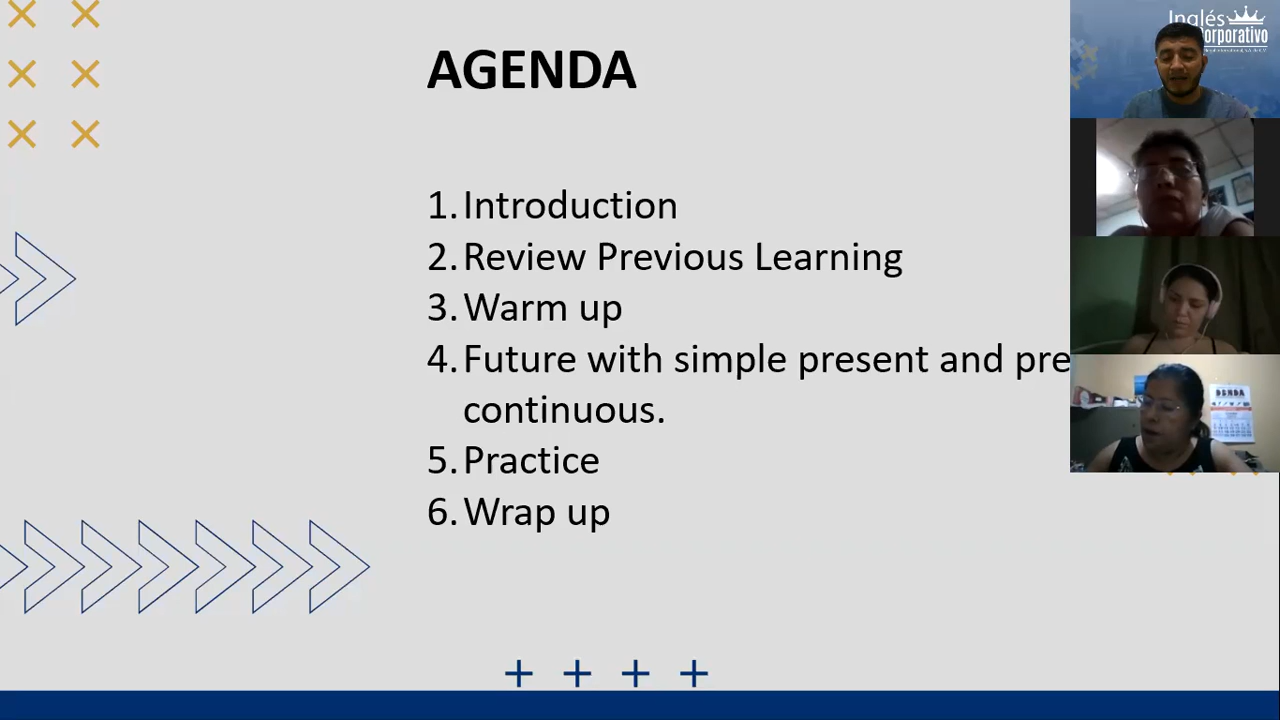 AGENDA
1. Introduction
2. Review Previous Learning
3. Warm up
4. Future with simple present and pre
continuous.
5. Practice
6. Wrap up
Inglés
orporativo